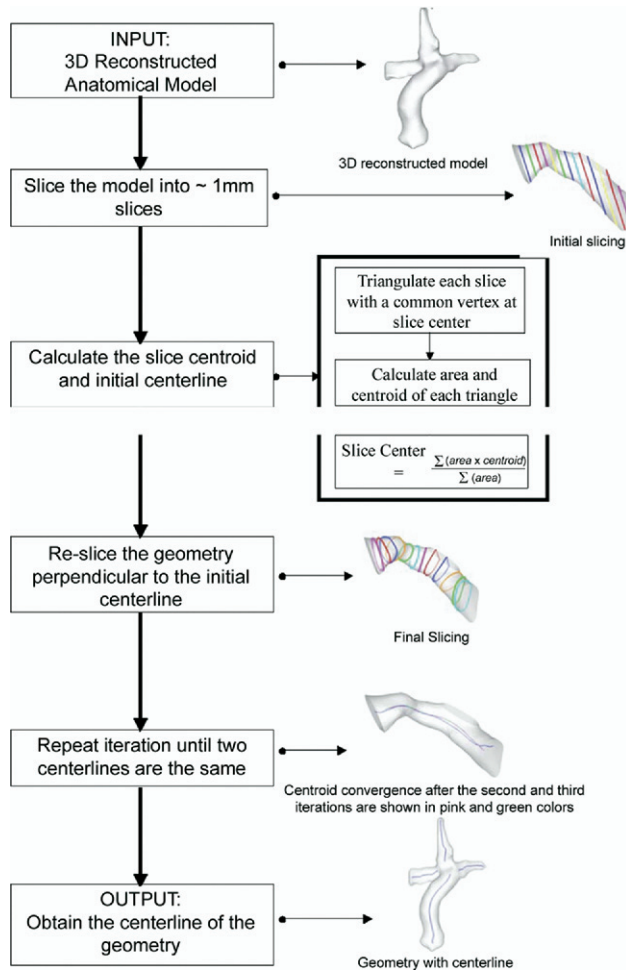 INPUT:
3D Reconstructed
Anatomical Model
3D reconstructed model
Slice the model into ~ 1mm
slices
Initial slicing
Calculate the slice centroid
and initial centerline
Triangulate each slice
with a common vertex at
slice center
Calculate area and
centroid of each triangle
Slice Center
= ∑ (area x centroid)
∑ (area)
Re-slice the geometry
perpendicular to the initial
centerline
Final Slicing
Repeat iteration until two
centerlines are the same
Centroid convergence after the second and third
iterations are shown in pink and green colors
OUTPUT:
Obtain the centerline of the
geometry
Geometry with centerline